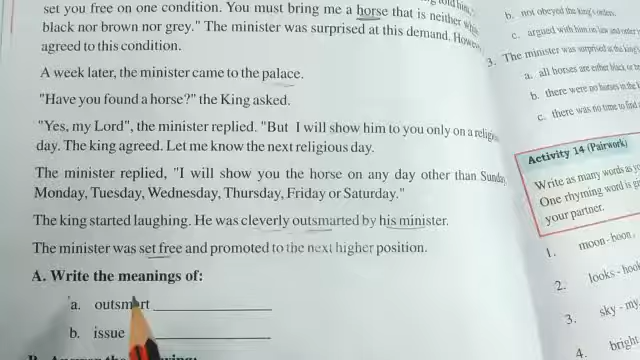 set you free on one condition. You must bring me a horse that is neither white
black nor brown nor grey." The minister was surprised at this demand. However
agreed to this condition.
A week later, the minister came to the palace.
"Have you found a horse?" the King asked.
"Yes, my Lord", the minister replied. "But I will show him to you only on a religious
day. The king agreed. Let me know the next religious day.
The minister replied, "I will show you the horse on any day other than Sunday,
Monday, Tuesday, Wednesday, Thursday, Friday or Saturday."
The king started laughing. He was cleverly outsmarted by his minister.
The minister was set free and promoted to the next higher position.
A. Write the meanings of:
a. outsmart
b. issue
b. not obeyed the king's orders.
c. argued with him on law and order
3. The minister was surprised at the king's
a. all horses are either black or
b. there were no horses in the
c. there was no time to find
Activity 14 (Pairwork)
Write as many words as
One rhyming word is
your partner.
1. moon - boon,
2. looks - hook
3. sky - my
4. bright